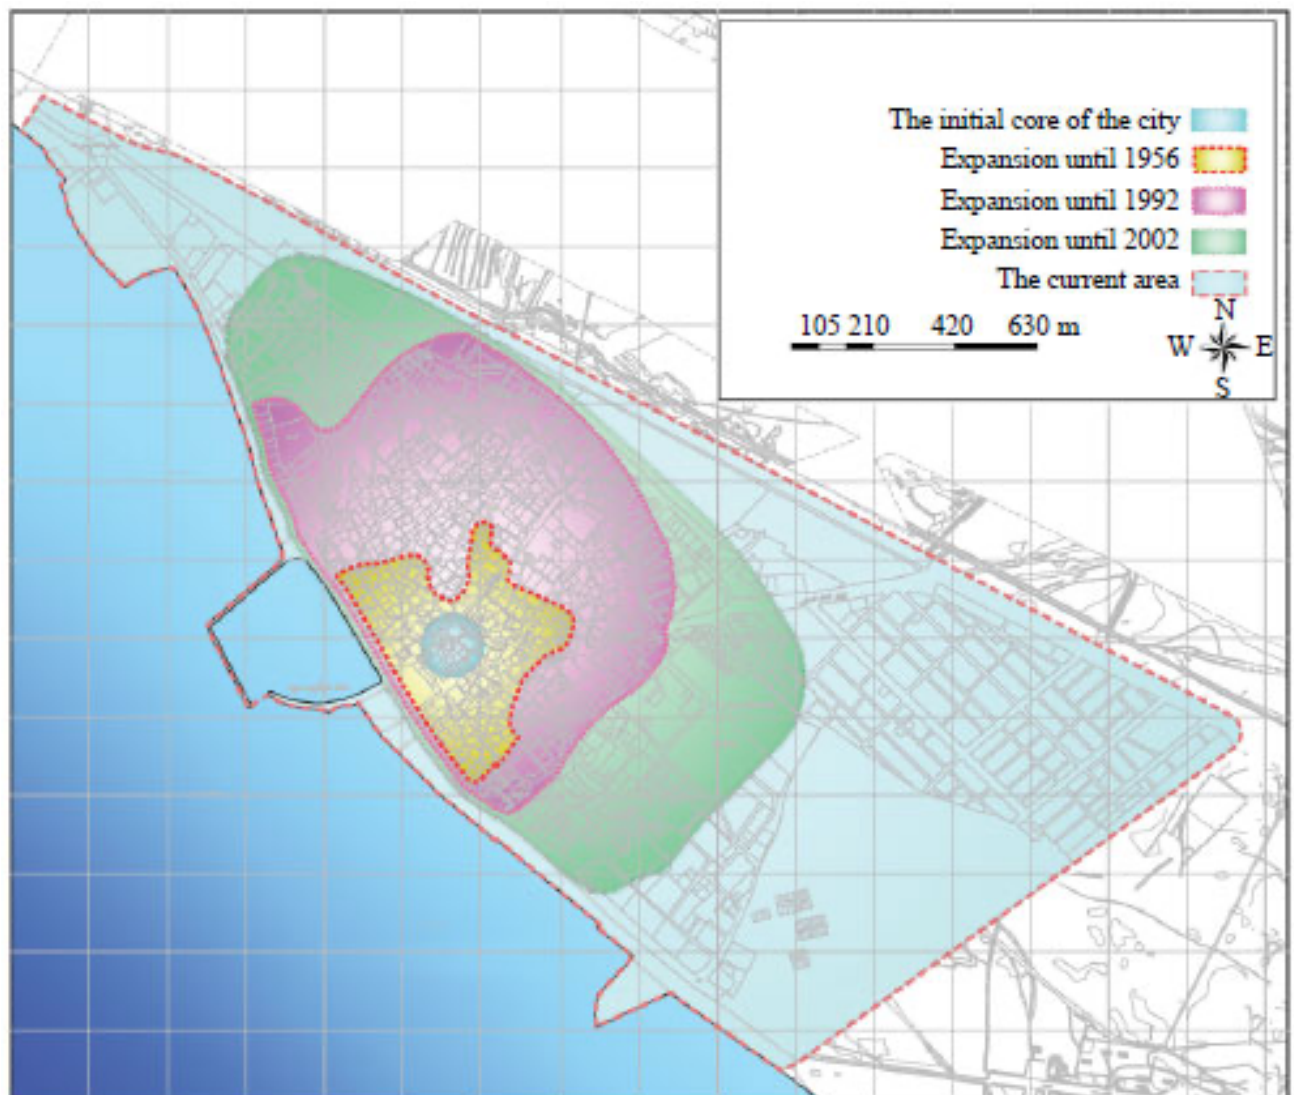 The initial core of the city
Expansion until 1956
Expansion until 1992
Expansion until 2002
The current area
N
105 210 420 630 m
W E
S